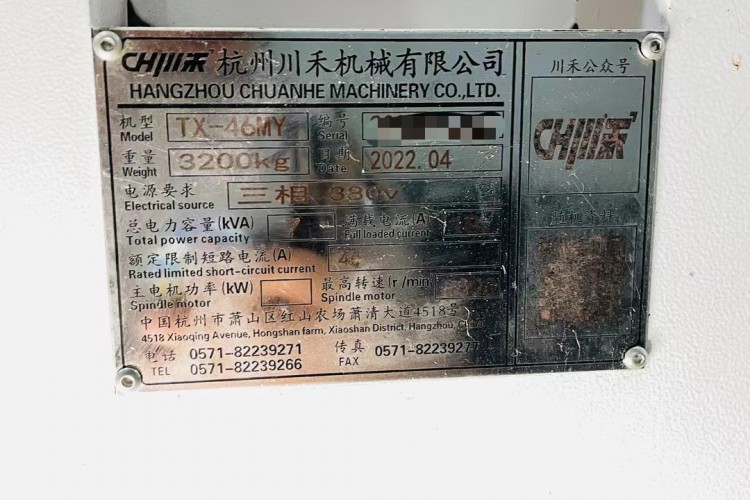 CHIII禾 杭州川禾机械有限公司
HANGZHOU CHUANHE MACHINERY CO.,LTD.
机型 Model TX-46MY 编号 Serial
重量 Weight 3200kg 日期 Date 2022.04
电源要求 Electrical source 三相 380v
总电力容量(kVA) Total power capacity 满载电流(A) Full loaded current
额定限制短路电流(A) Rated limited short-circuit current
主电机功率(kW) Spindle motor 最高转速(r/min) Spindle motor
中国杭州市萧山区红山农场萧清大道4518号
4518 Xiaoqing Avenue, Hongshan farm, Xiaoshan District, Hangzhou, China
电话 TEL 0571-82239271 传真 FAX 0571-82239277
0571-82239266
川禾公众号
CHIII禾
随机资料